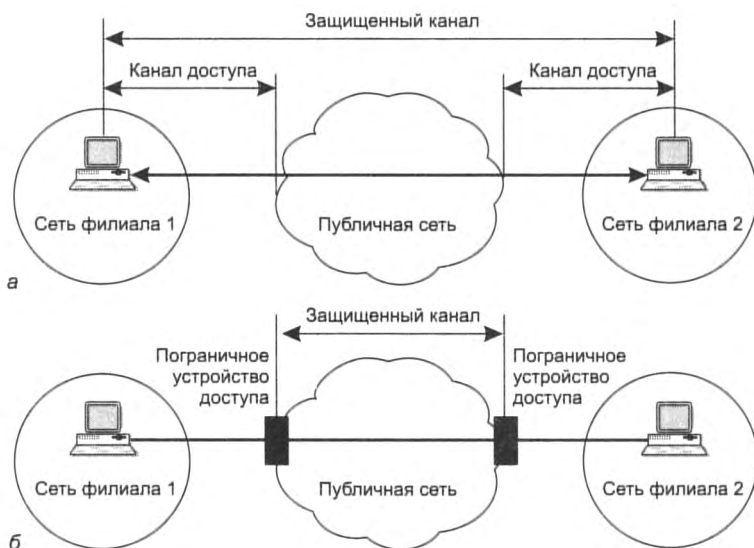 Защищенный канал
Канал доступа
Канал доступа
Сеть филиала 1
Публичная сеть
Сеть филиала 2
а
Защищенный канал
Пограничное
устройство
доступа
Пограничное
устройство
доступа
Сеть филиала 1
Публичная сеть
Сеть филиала 2
б